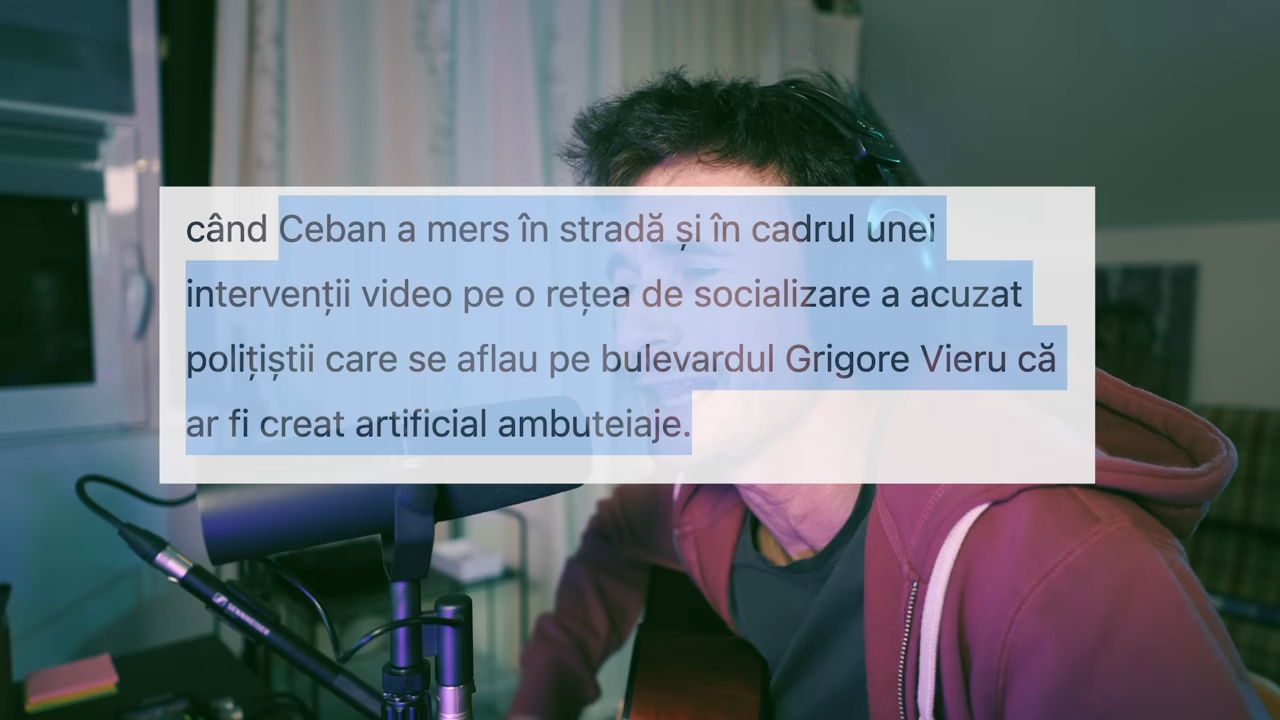 când Ceban a mers în stradă și în cadrul unei
intervenții video pe o rețea de socializare a acuzat
polițiștii care se aflau pe bulevardul Grigore Vieru că
ar fi creat artificial ambuteiaje.
SENNHEISER